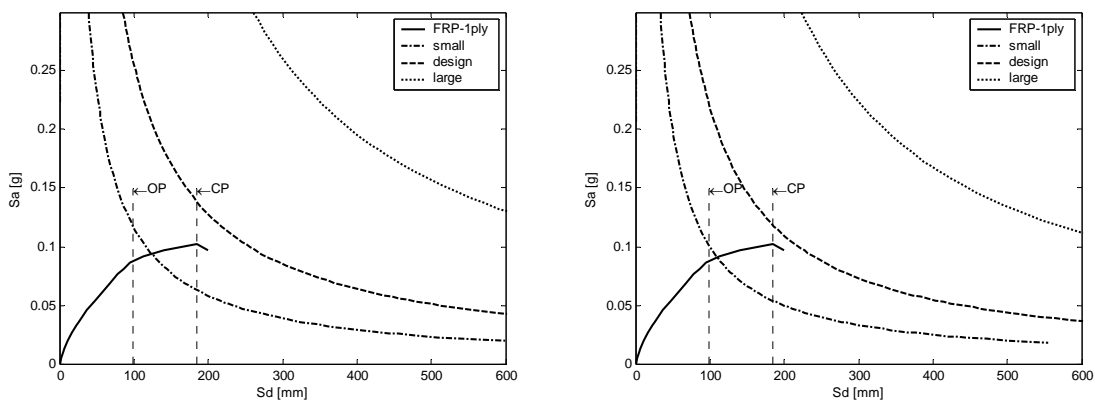 FRP-1ply
small
design
large
0.25
0.2
0.15
0.1
0.05
0
Sa [g]
←OP
←CP
0 100 200 300 400 500 600
Sd [mm]
FRP-1ply
small
design
large
0.25
0.2
0.15
0.1
0.05
0
Sa [g]
←OP
←CP
0 100 200 300 400 500 600
Sd [mm]